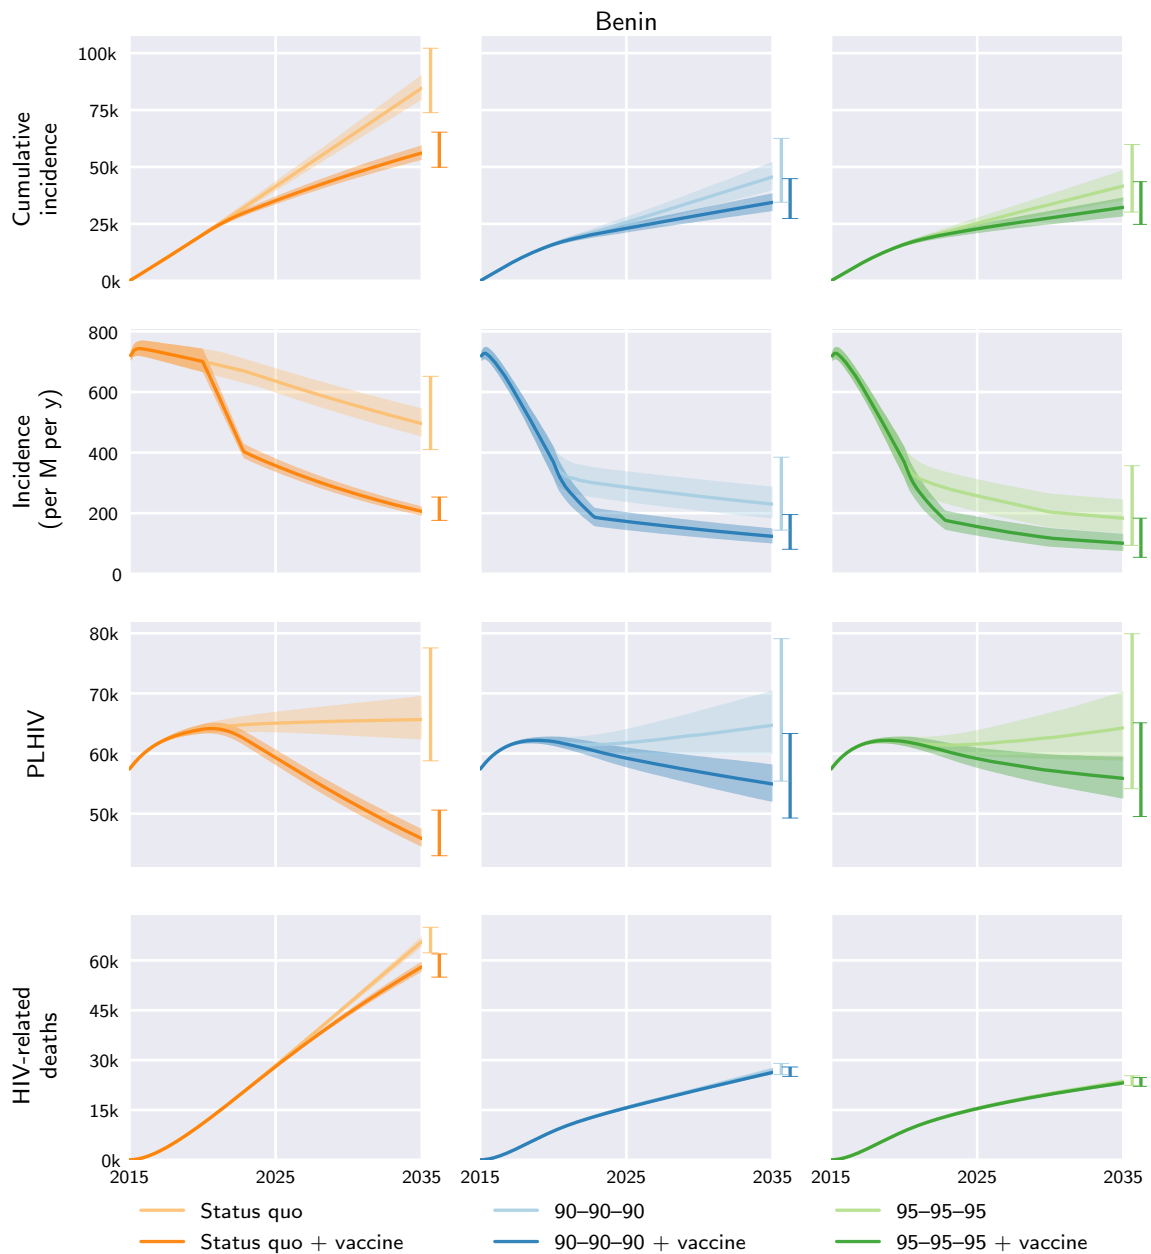 Benin
Cumulative
incidence
100k
75k
50k
25k
0k
Incidence
(per M per y)
800
600
400
200
0
PLHIV
80k
70k
60k
50k
HIV-related
deaths
60k
45k
30k
15k
0k
2015 2025 2035 2015 2025 2035 2015 2025 2035
Status quo 90–90–90 95–95–95
Status quo + vaccine 90–90–90 + vaccine 95–95–95 + vaccine